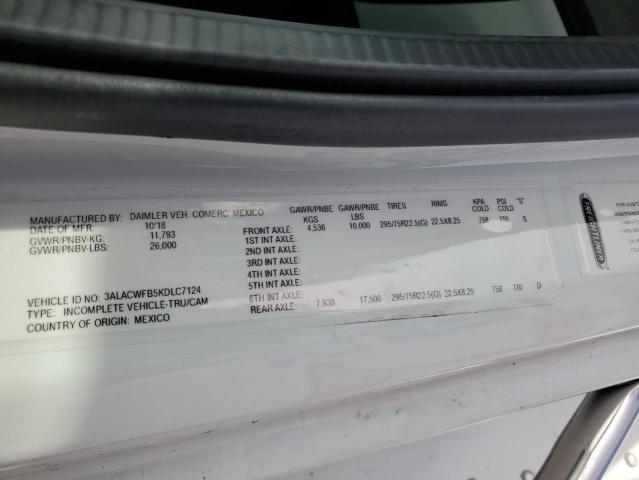 MANUFACTURED BY: DAIMLER VEH. COMERC. MEXICO
DATE OF MFR: 10/18
GVWR/PNBV-KG: 11,793
GVWR/PNBV-LBS: 26,000
VEHICLE ID NO.: 3ALACWFB5KDLC7124
TYPE: INCOMPLETE VEHICLE-TRU/CAM
COUNTRY OF ORIGIN: MEXICO
GAWR/PNBE KGS GAWR/PNBE LBS TIRES RIMS KPA COLD PSI COLD "S"
FRONT AXLE: 4,536 10,000 295/75R22.5(G) 22.5X8.25 758 110 S
1ST INT AXLE:
2ND INT AXLE:
3RD INT AXLE:
4TH INT AXLE:
5TH INT AXLE:
6TH INT AXLE:
REAR AXLE: 7,938 17,500 295/75R22.5(G) 22.5X8.25 758 110 D
FREIGHTLINER
FOR CUSTO
ASSISTANC